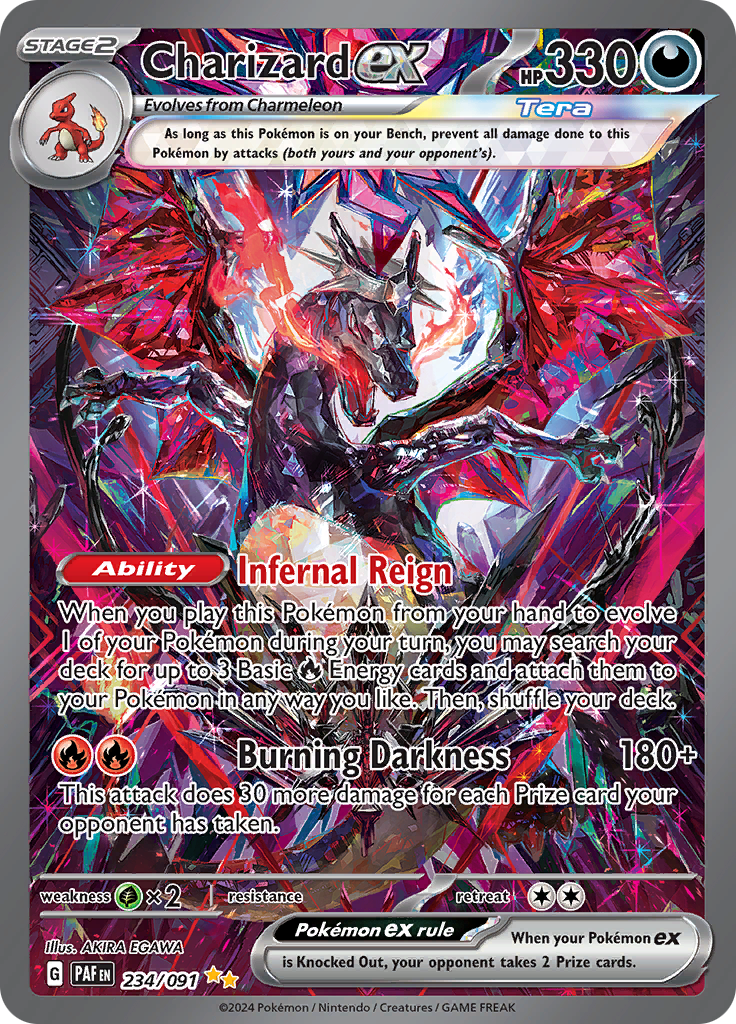 STAGE2
Charizard ex
HP 330
Evolves from Charmeleon
Tera
As long as this Pokémon is on your Bench, prevent all damage done to this
Pokémon by attacks (both yours and your opponent's).
Ability Infernal Reign
When you play this Pokémon from your hand to evolve
1 of your Pokémon during your turn, you may search your
deck for up to 3 Basic Energy cards and attach them to
your Pokémon in any way you like. Then, shuffle your deck.
Burning Darkness 180+
This attack does 30 more damage for each Prize card your
opponent has taken.
weakness ×2 resistance retreat
Illus. AKIRA EGAWA
Pokémon ex rule
When your Pokémon ex
is Knocked Out, your opponent takes 2 Prize cards.
G PAF EN 234/091
©2024 Pokémon / Nintendo / Creatures / GAME FREAK